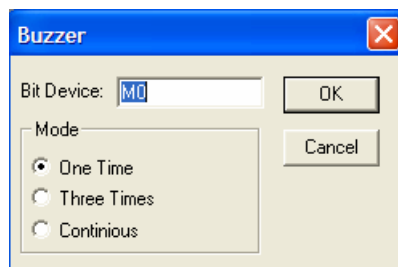 Buzzer
Bit Device: M0 OK
Mode Cancel
One Time
Three Times
Continious